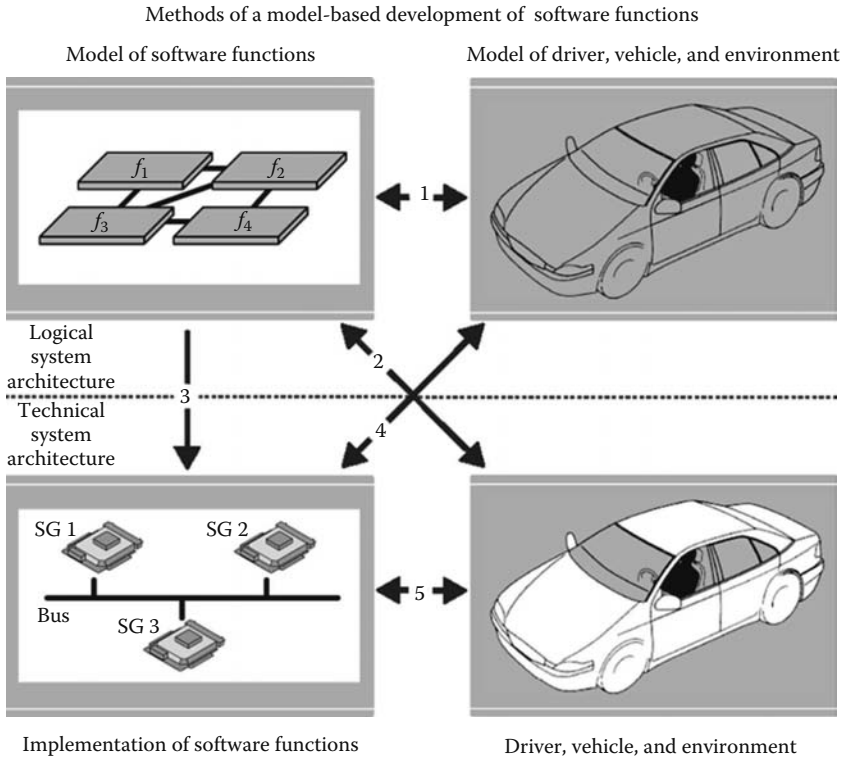 Methods of a model-based development of software functions
Model of software functions
Model of driver, vehicle, and environment
f1
f2
f3
f4
1
Logical
system
architecture
2
3
Technical
system
architecture
4
SG 1
SG 2
Bus
SG 3
5
Implementation of software functions
Driver, vehicle, and environment